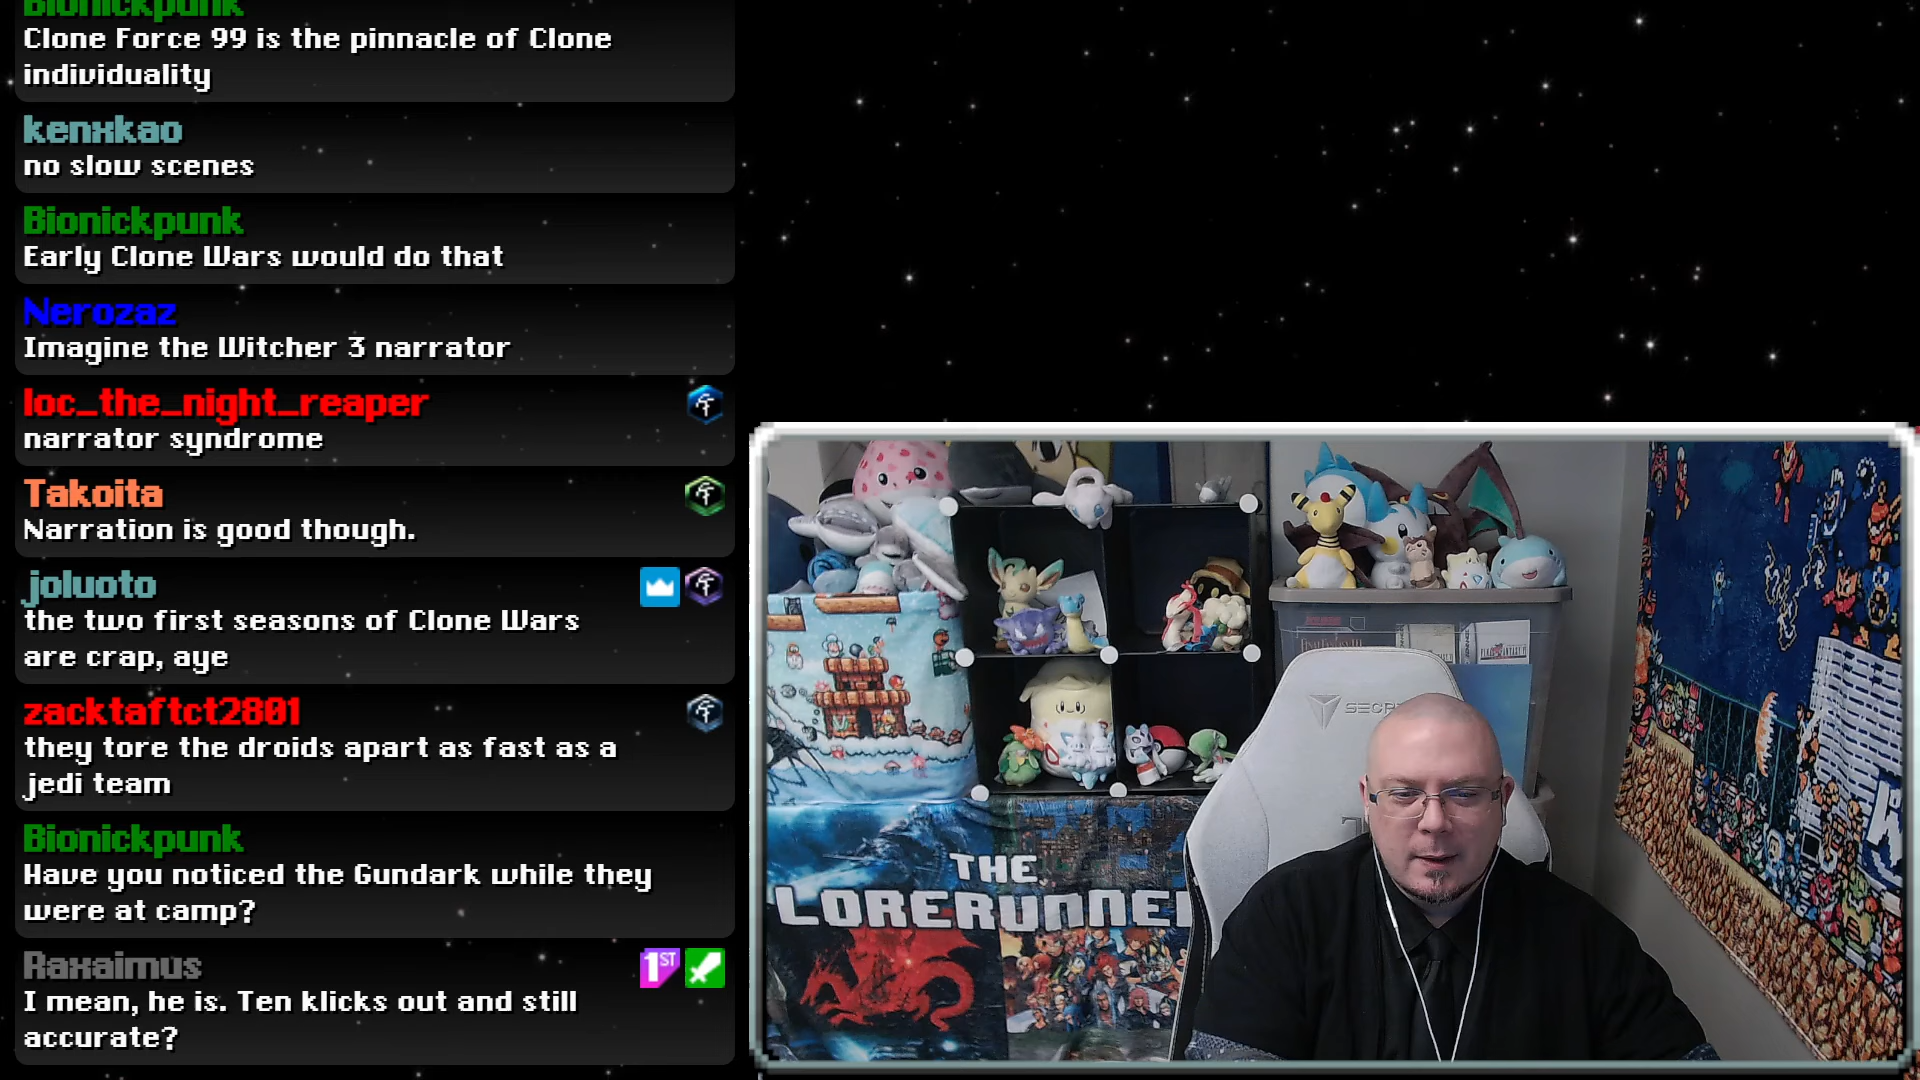 Bionickpunk
Clone Force 99 is the pinnacle of Clone
individuality
kenxkao
no slow scenes
Bionickpunk
Early Clone Wars would do that
Nerozaz
Imagine the Witcher 3 narrator
loc_the_night_reaper
narrator syndrome
Takoita
Narration is good though.
joluoto
the two first seasons of Clone Wars
are crap, aye
zacktaftct2801
they tore the droids apart as fast as a
jedi team
Bionickpunk
Have you noticed the Gundark while they
were at camp?
Raxaimus
1ST
I mean, he is. Ten klicks out and still
accurate?
THE
LORERUNNE